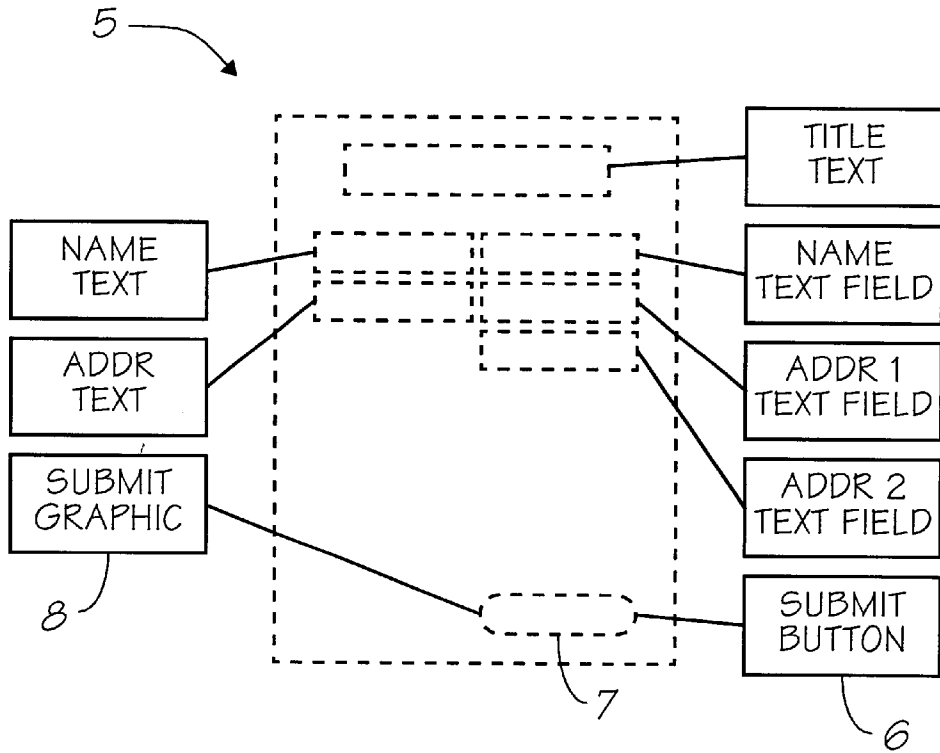 5
TITLE
TEXT
NAME
TEXT
NAME
TEXT FIELD
ADDR
TEXT
ADDR 1
TEXT FIELD
SUBMIT
GRAPHIC
ADDR 2
TEXT FIELD
8
SUBMIT
BUTTON
7
6